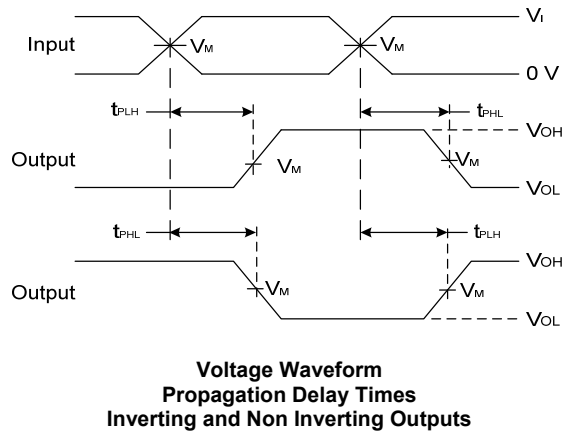 VI
Input
VM
VM
0 V
tPLH
tPHL
VOH
Output
VM
VM
VOL
tPHL
tPLH
VOH
Output
VM
VM
VOL
Voltage Waveform
Propagation Delay Times
Inverting and Non Inverting Outputs